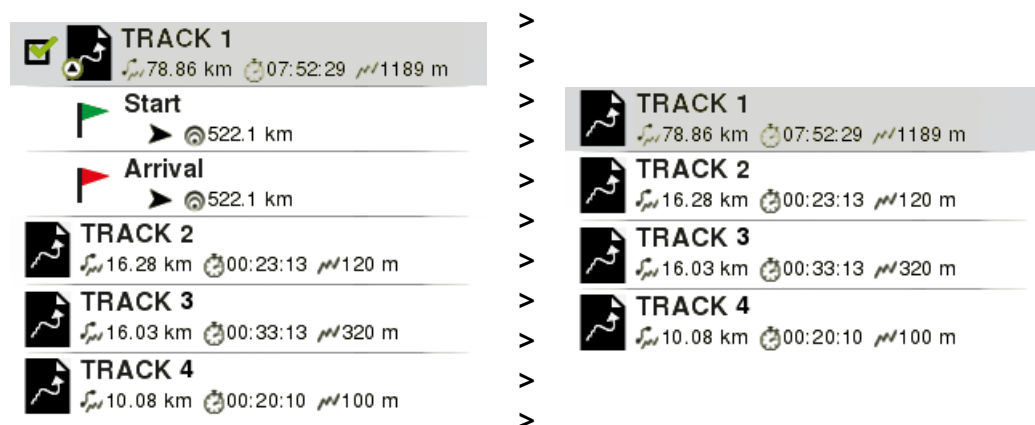 TRACK 1
78.86 km 07:52:29 1189 m
Start
522.1 km
Arrival
522.1 km
TRACK 2
16.28 km 00:23:13 120 m
TRACK 3
16.03 km 00:33:13 320 m
TRACK 4
10.08 km 00:20:10 100 m
>
>
>
>
>
>
>
>
>
>
>
TRACK 1
78.86 km 07:52:29 1189 m
TRACK 2
16.28 km 00:23:13 120 m
TRACK 3
16.03 km 00:33:13 320 m
TRACK 4
10.08 km 00:20:10 100 m